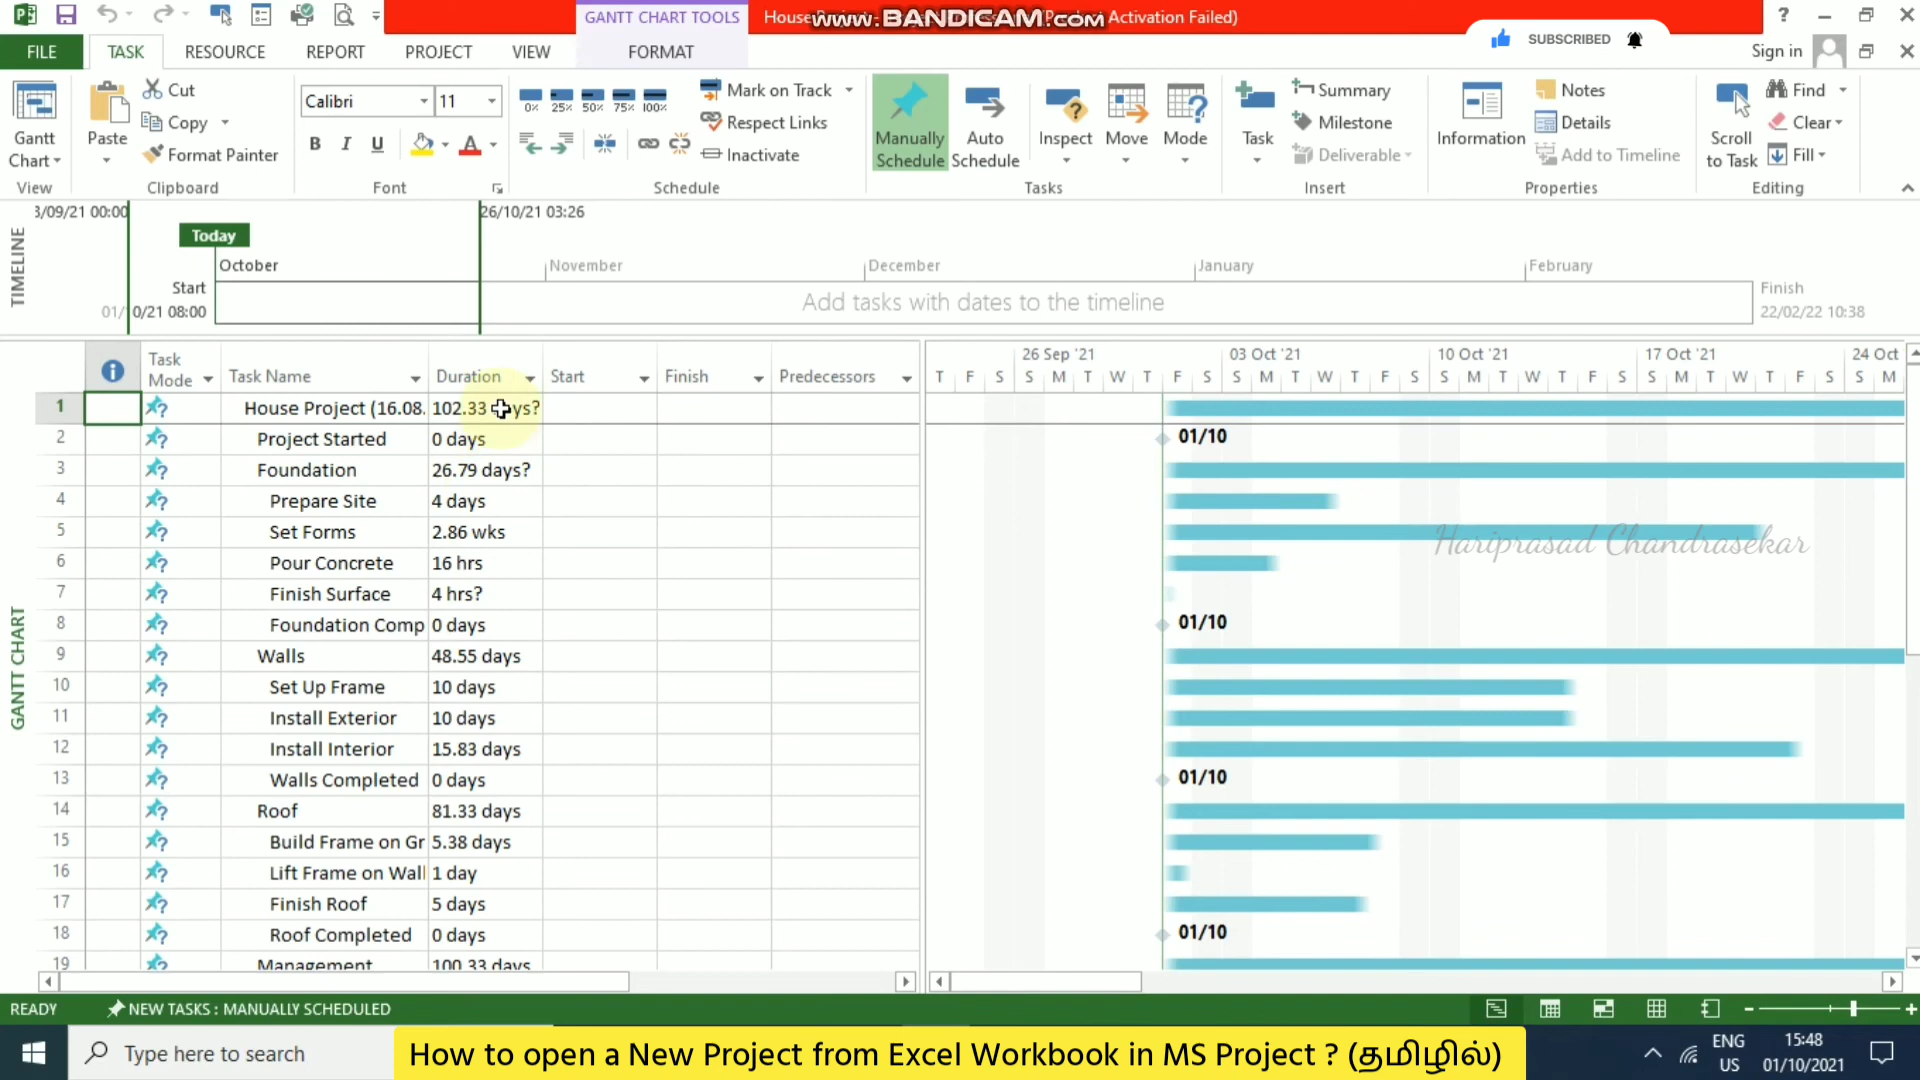 GANTT CHART TOOLS
House
www.BANDICAM.com
Activation Failed)
SUBSCRIBED
FILE
TASK
RESOURCE
REPORT
PROJECT
VIEW
FORMAT
Sign in
Gantt Chart
Paste
Cut
Copy
Format Painter
Calibri
11
B I U A
0% 25% 50% 75% 100%
Mark on Track
Respect Links
Inactivate
Manually Schedule
Auto Schedule
Inspect
Move
Mode
Task
Summary
Milestone
Deliverable
Information
Notes
Details
Add to Timeline
Scroll to Task
Find
Clear
Fill
View
Clipboard
Font
Schedule
Tasks
Insert
Properties
Editing
TIMELINE
3/09/21 00:00
26/10/21 03:26
Today
October
November
December
January
February
Start
01/10/21 08:00
Add tasks with dates to the timeline
Finish
22/02/22 10:38
GANTT CHART
Task Mode
Task Name
Duration
Start
Finish
Predecessors
26 Sep '21
03 Oct '21
10 Oct '21
17 Oct '21
24 Oct
T F S S M T W T F S S M T W T F S S M T W T F S S M T W T F S S M
1 House Project (16.08. 102.33 days?
2 Project Started 0 days 01/10
3 Foundation 26.79 days?
4 Prepare Site 4 days
5 Set Forms 2.86 wks
Hariprasad Chandrasekar
6 Pour Concrete 16 hrs
7 Finish Surface 4 hrs?
8 Foundation Comp 0 days 01/10
9 Walls 48.55 days
10 Set Up Frame 10 days
11 Install Exterior 10 days
12 Install Interior 15.83 days
13 Walls Completed 0 days 01/10
14 Roof 81.33 days
15 Build Frame on Gr 5.38 days
16 Lift Frame on Wal 1 day
17 Finish Roof 5 days
18 Roof Completed 0 days 01/10
19 Management 100.33 days
READY
NEW TASKS : MANUALLY SCHEDULED
Type here to search
How to open a New Project from Excel Workbook in MS Project ? (தமிழில்)
ENG
US
15:48
01/10/2021